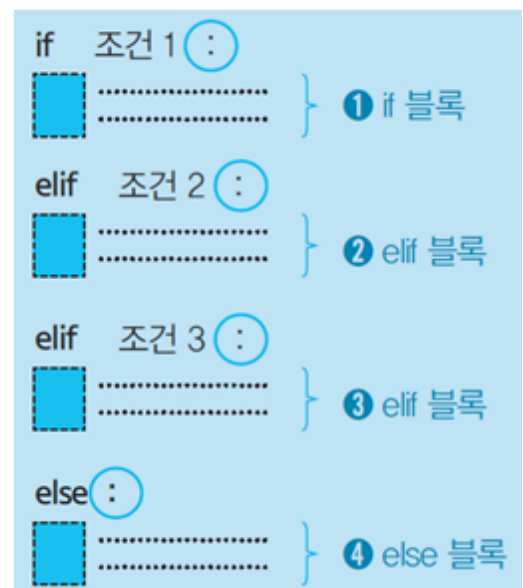 if 조건 1 :
❶ if 블록
elif 조건 2 :
❷ elif 블록
elif 조건 3 :
❸ elif 블록
else :
❹ else 블록